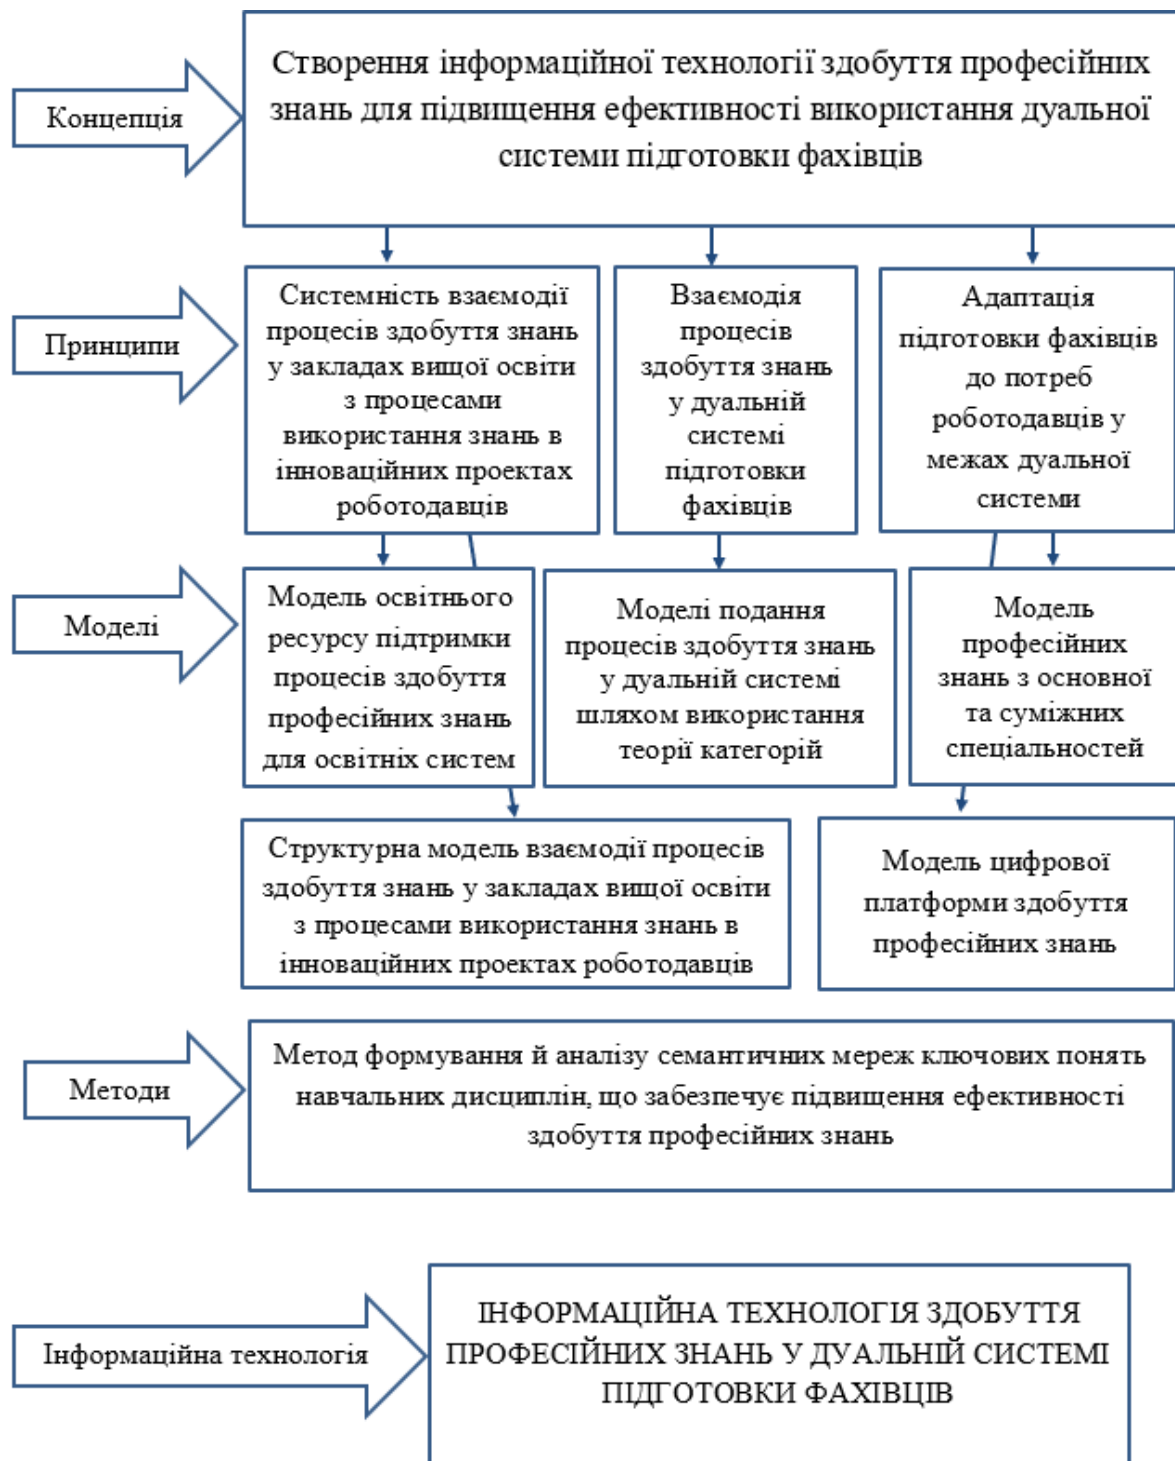 Концепція
Створення інформаційної технології здобуття професійних
знань для підвищення ефективності використання дуальної
системи підготовки фахівців
Принципи
Системність взаємодії
процесів здобуття знань
у закладах вищої освіти
з процесами
використання знань в
інноваційних проектах
роботодавців
Взаємодія
процесів
здобуття знань
у дуальній
системі
підготовки
фахівців
Адаптація
підготовки фахівців
до потреб
роботодавців у
межах дуальної
системи
Моделі
Модель освітнього
ресурсу підтримки
процесів здобуття
професійних знань
для освітніх систем
Моделі подання
процесів здобуття знань
у дуальній системі
шляхом використання
теорії категорій
Модель
професійних
знань з основної
та суміжних
спеціальностей
Структурна модель взаємодії процесів
здобуття знань у закладах вищої освіти
з процесами використання знань в
інноваційних проектах роботодавців
Модель цифрової
платформи здобуття
професійних знань
Методи
Метод формування й аналізу семантичних мереж ключових понять
навчальних дисциплін, що забезпечує підвищення ефективності
здобуття професійних знань
Інформаційна технологія
ІНФОРМАЦІЙНА ТЕХНОЛОГІЯ ЗДОБУТТЯ
ПРОФЕСІЙНИХ ЗНАНЬ У ДУАЛЬНІЙ СИСТЕМІ
ПІДГОТОВКИ ФАХІВЦІВ